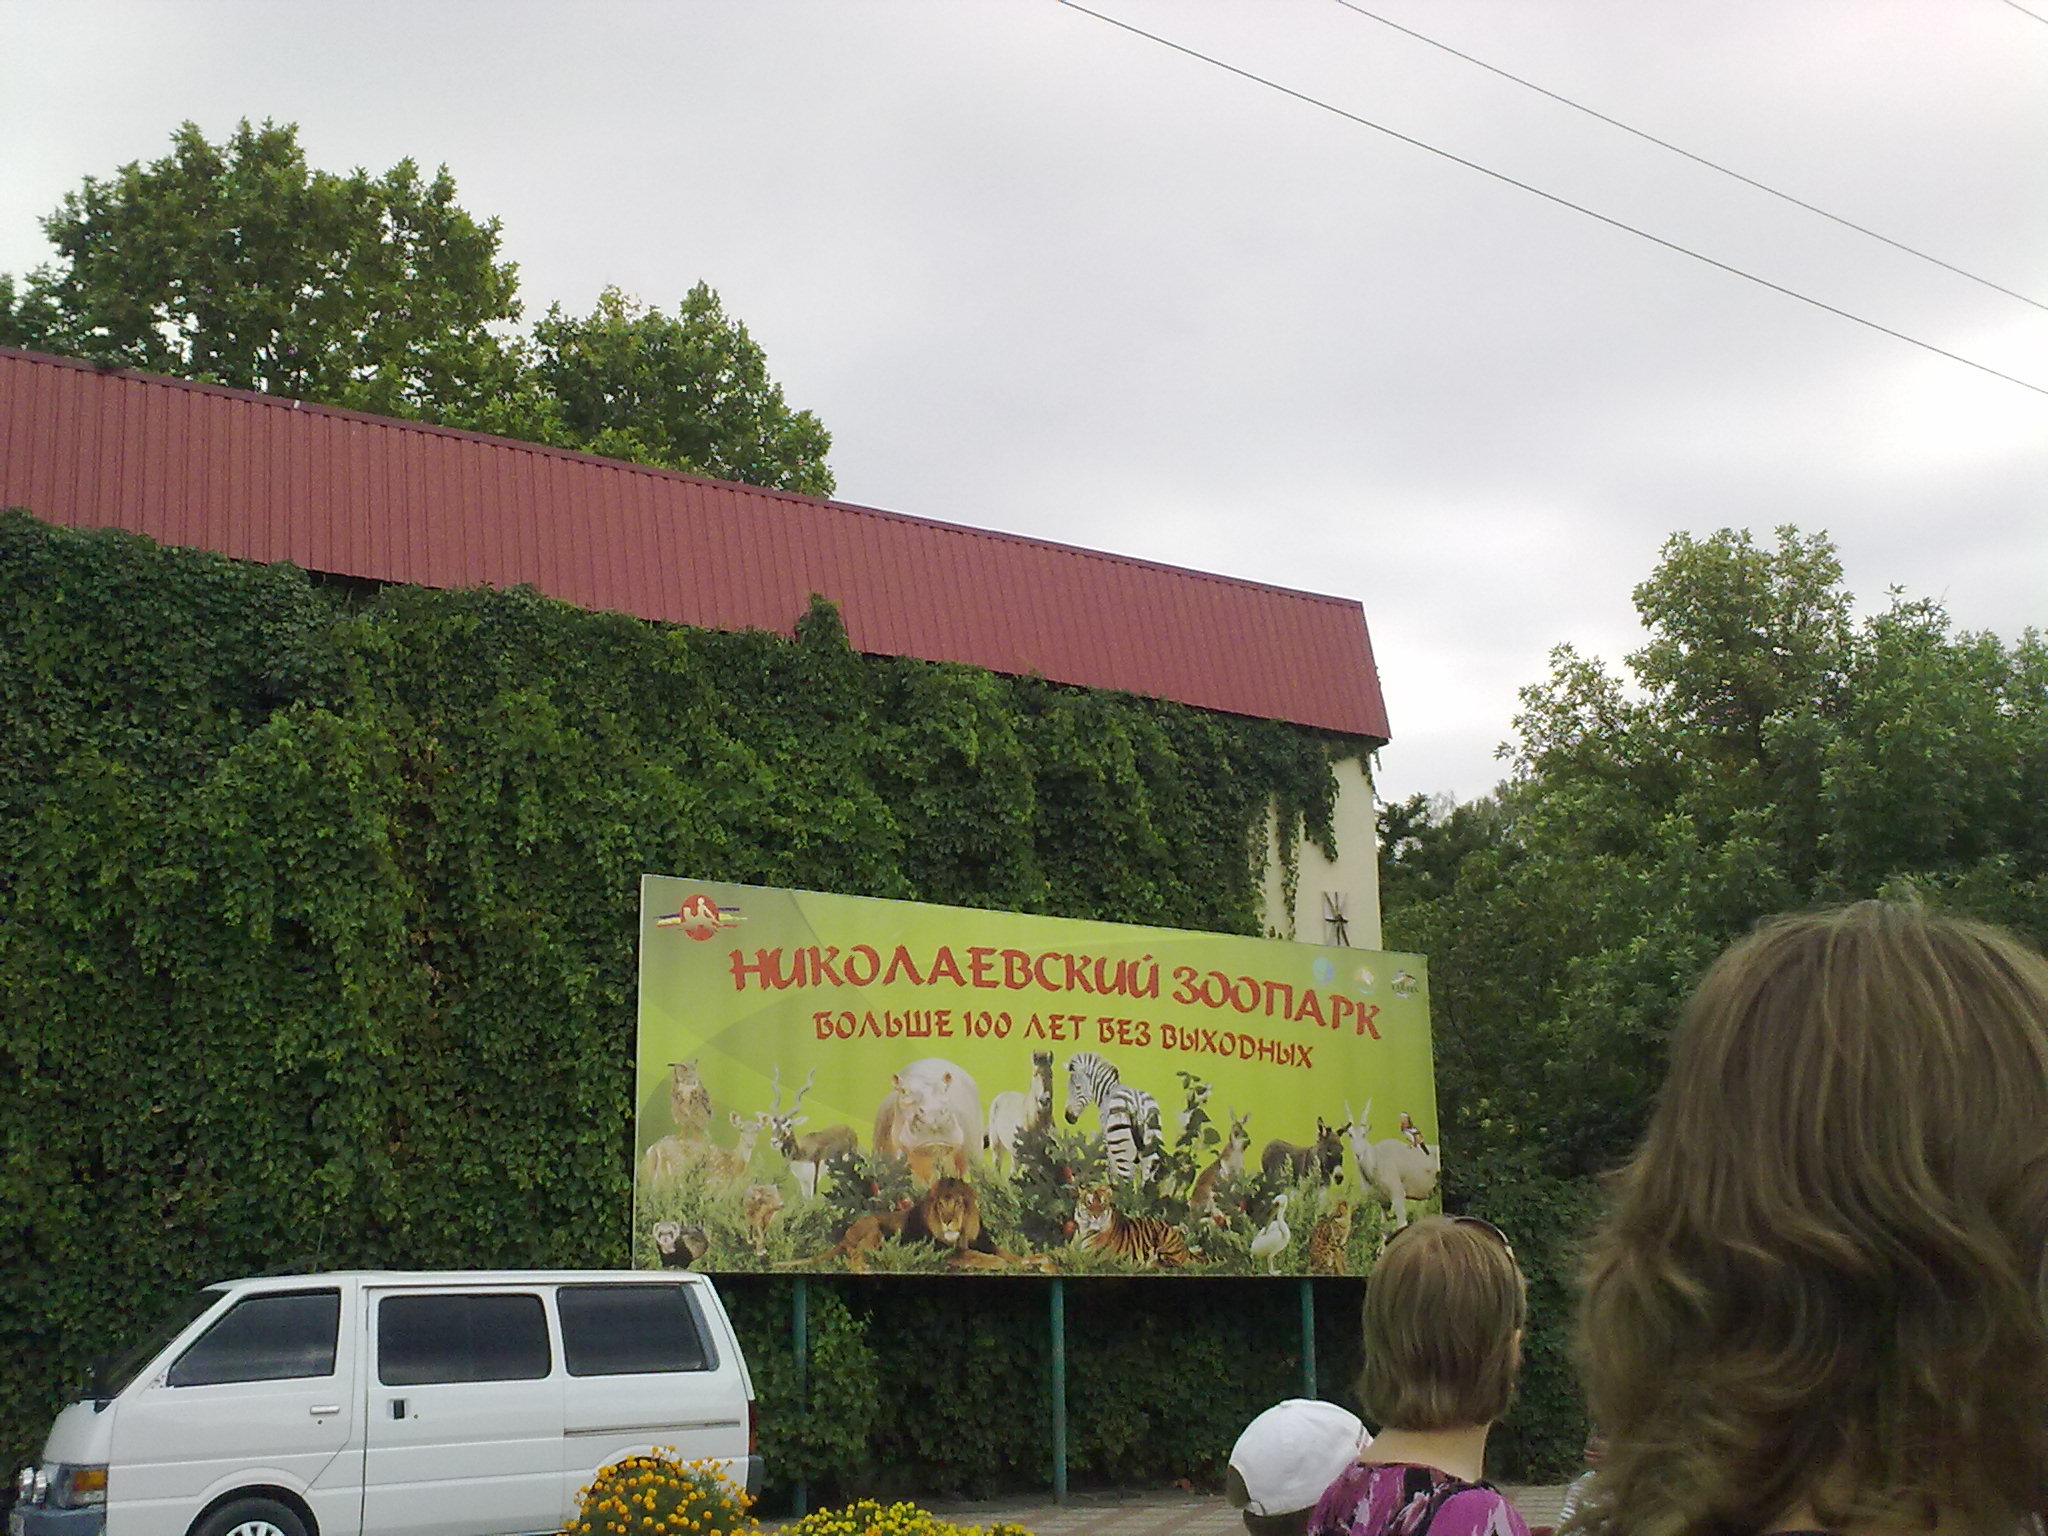 НИКОЛАЕВСКИЙ ЗООПАРК
БОЛЬШЕ 100 ЛЕТ БЕЗ ВЫХОДНЫХ